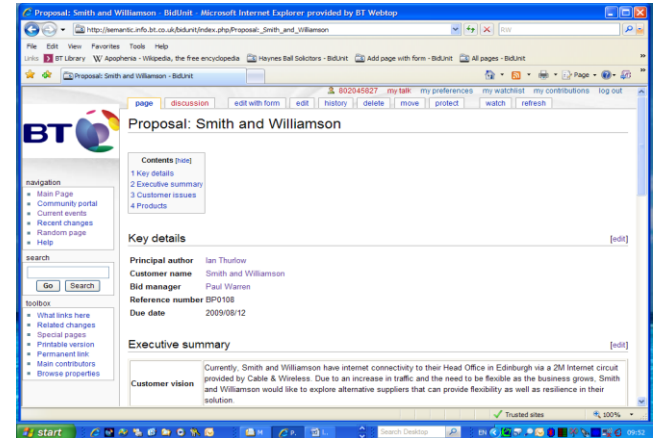 Proposal: Smith and Williamson - BidUnit - Microsoft Internet Explorer provided by BT Webtop
http://semantic.info.bt.co.uk/bidunit/index.php/Proposal:_Smith_and_Williamson
File Edit View Favorites Tools Help
Links BT Library Apophenia - Wikipedia, the free encyclopedia Haynes Ball Solicitors - BidUnit Add page with form - BidUnit All pages - BidUnit
Proposal: Smith and Williamson - BidUnit
Page
802045827 my talk my preferences my watchlist my contributions log out
page discussion edit with form edit history delete move protect watch refresh
BT
Proposal: Smith and Williamson
Contents [hide]
1 Key details
2 Executive summary
3 Customer issues
4 Products
navigation
Main Page
Community portal
Current events
Recent changes
Random page
Help
search
Go Search
toolbox
What links here
Related changes
Special pages
Printable version
Permanent link
Main contributors
Browse properties
Key details [edit]
Principal author Ian Thurlow
Customer name Smith and Williamson
Bid manager Paul Warren
Reference number BP0108
Due date 2009/08/12
Executive summary [edit]
Customer vision
Currently, Smith and Williamson have internet connectivity to their Head Office in Edinburgh via a 2M Internet circuit
provided by Cable & Wireless. Due to an increase in traffic and the need to be flexible as the business grows, Smith
and Williamson would like to explore alternative suppliers that can provide flexibility as well as resilience in their
solution.
Trusted sites 100%
start Search Desktop EN 09:52